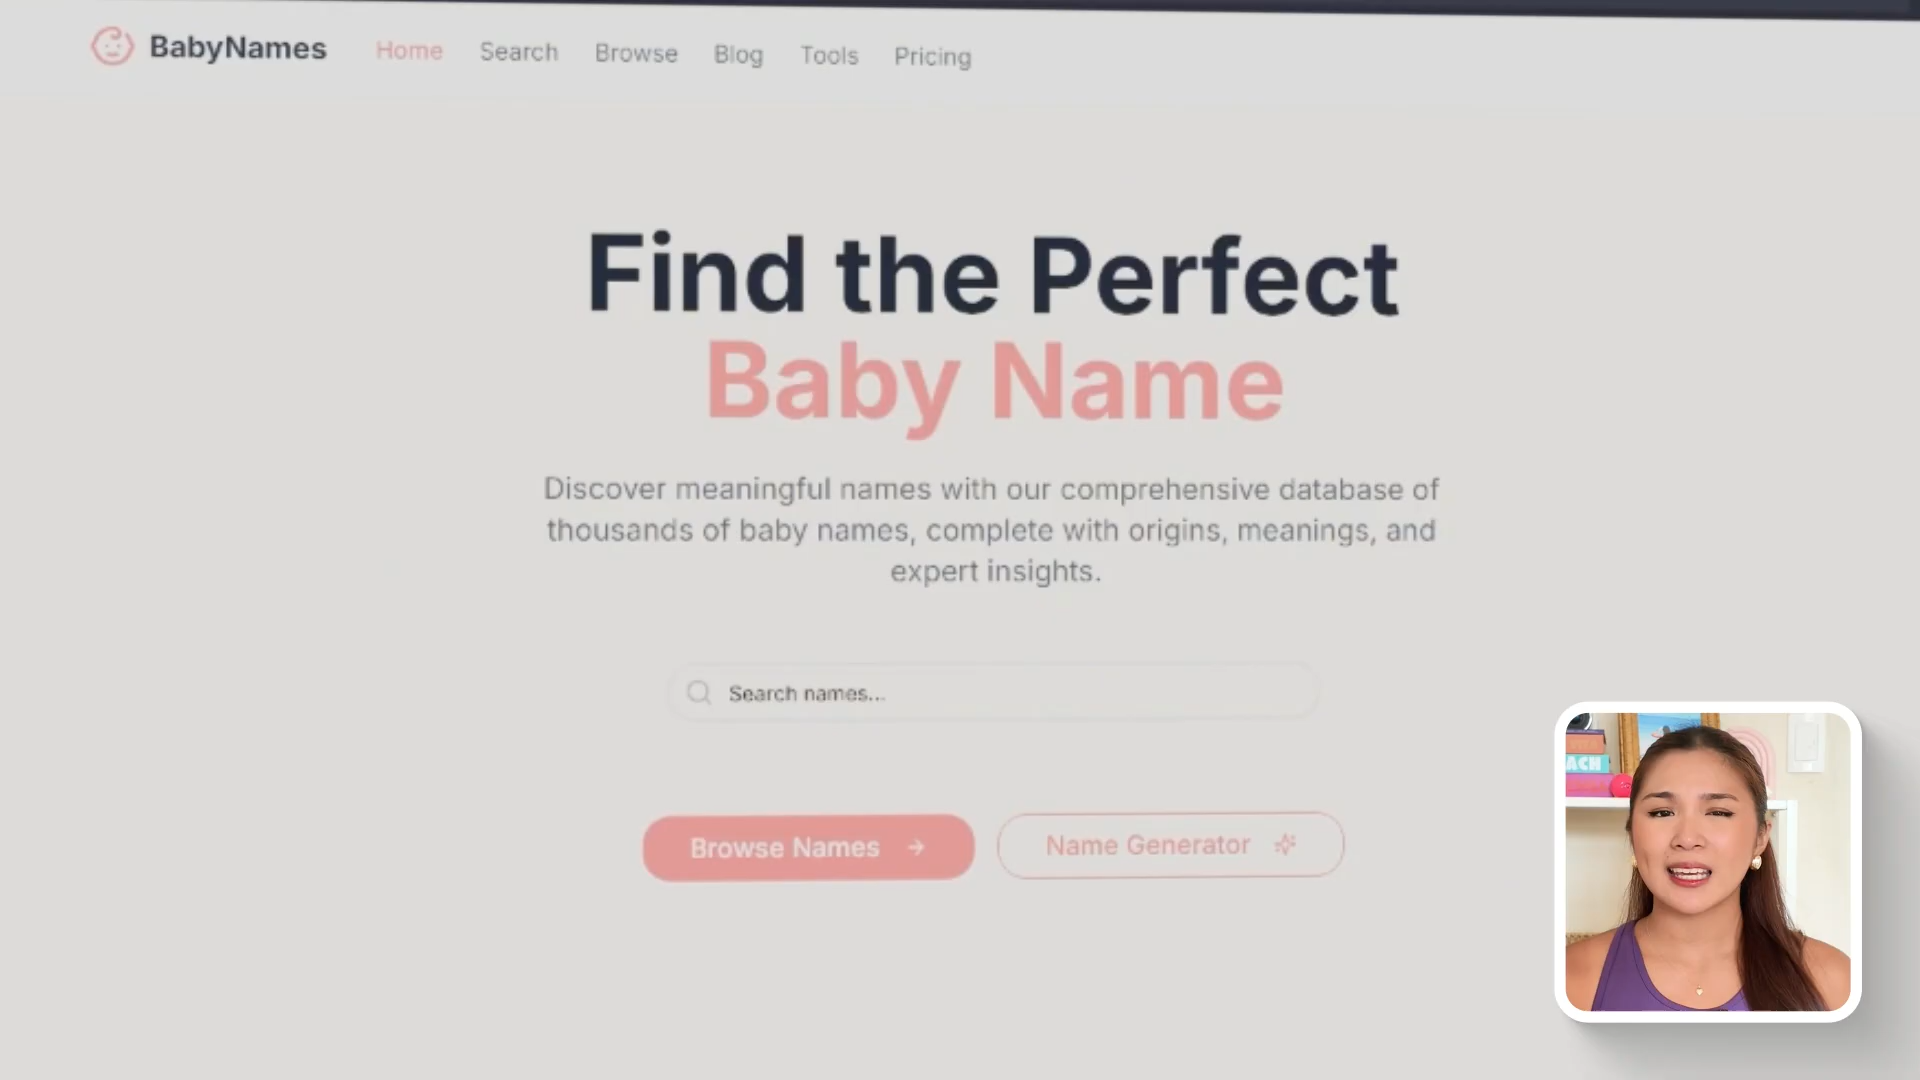 BabyNames Home Search Browse Blog Tools Pricing
Find the Perfect
Baby Name
Discover meaningful names with our comprehensive database of
thousands of baby names, complete with origins, meanings, and
expert insights.
Search names...
Browse Names
Name Generator
ACH